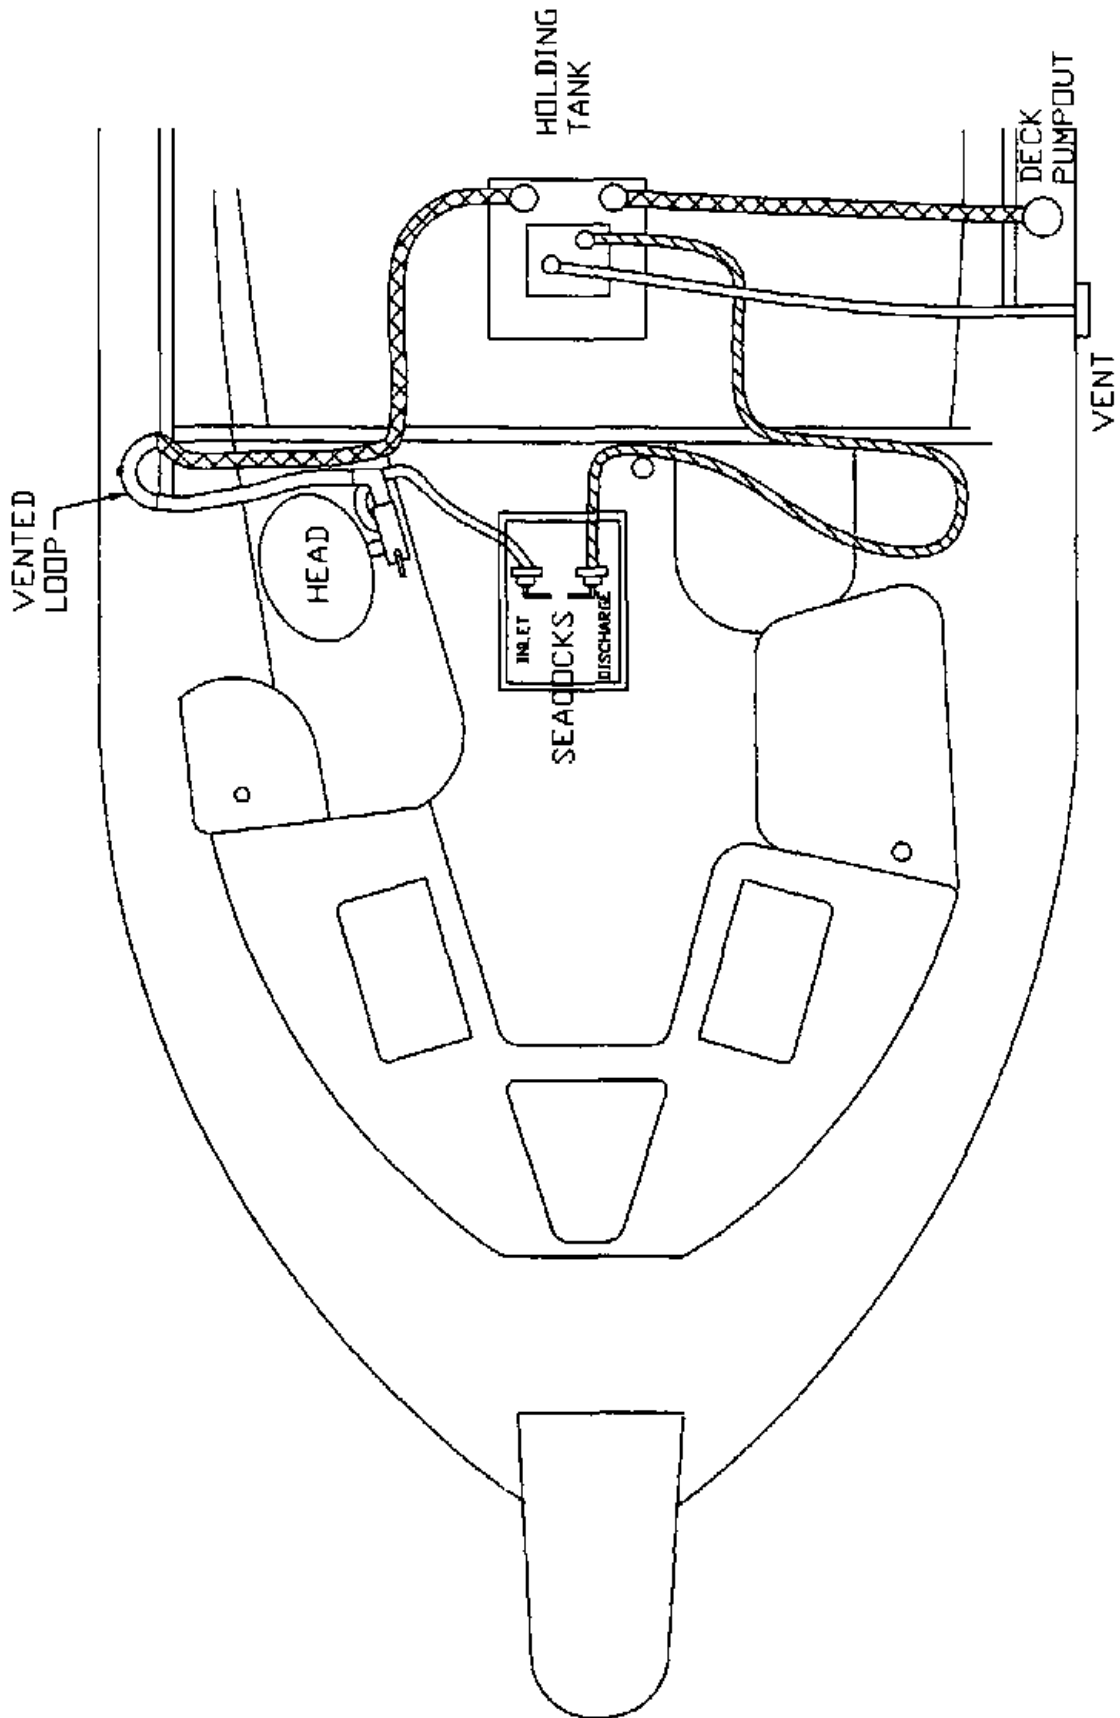 VENTED
LOOP
HEAD
HOLDING
TANK
DECK
PUMPOUT
VENT
INLET
SEACOCKS
DISCHARGE